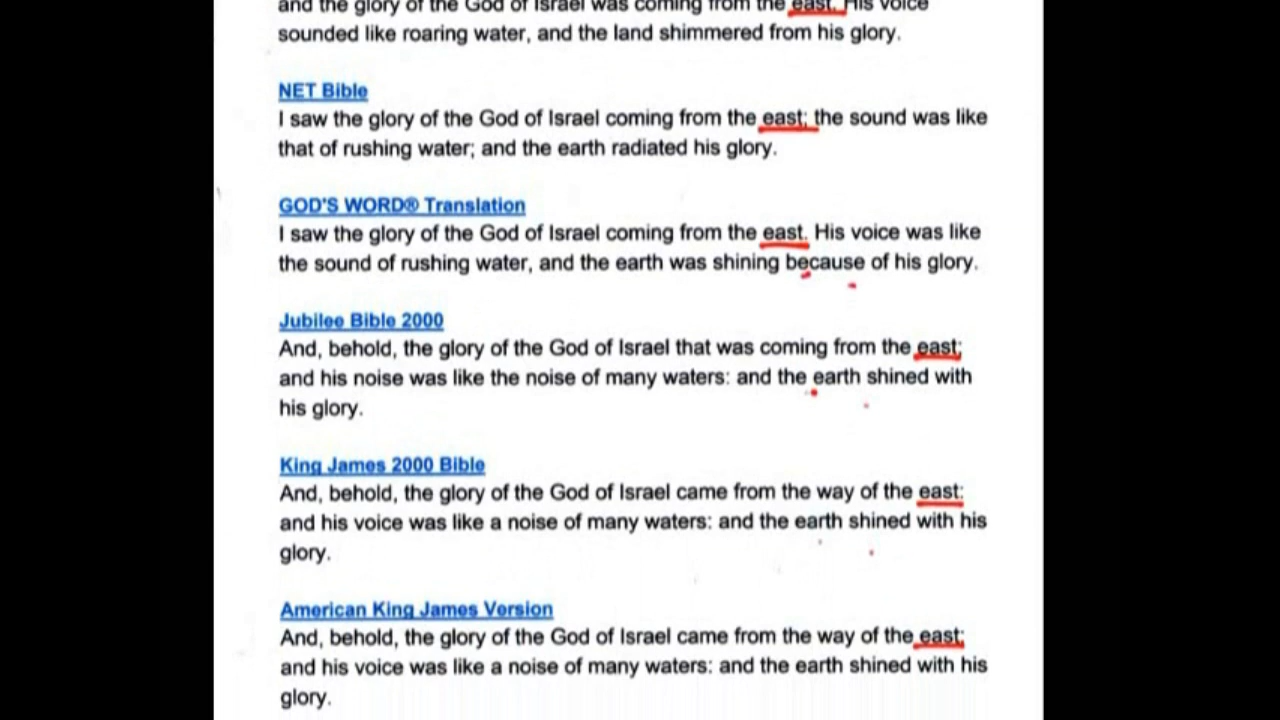 and the glory of the God of Israel was coming from the east. His voice
sounded like roaring water, and the land shimmered from his glory.
NET Bible
I saw the glory of the God of Israel coming from the east; the sound was like
that of rushing water; and the earth radiated his glory.
GOD'S WORD® Translation
I saw the glory of the God of Israel coming from the east. His voice was like
the sound of rushing water, and the earth was shining because of his glory.
Jubilee Bible 2000
And, behold, the glory of the God of Israel that was coming from the east;
and his noise was like the noise of many waters: and the earth shined with
his glory.
King James 2000 Bible
And, behold, the glory of the God of Israel came from the way of the east:
and his voice was like a noise of many waters: and the earth shined with his
glory.
American King James Version
And, behold, the glory of the God of Israel came from the way of the east;
and his voice was like a noise of many waters: and the earth shined with his
glory.